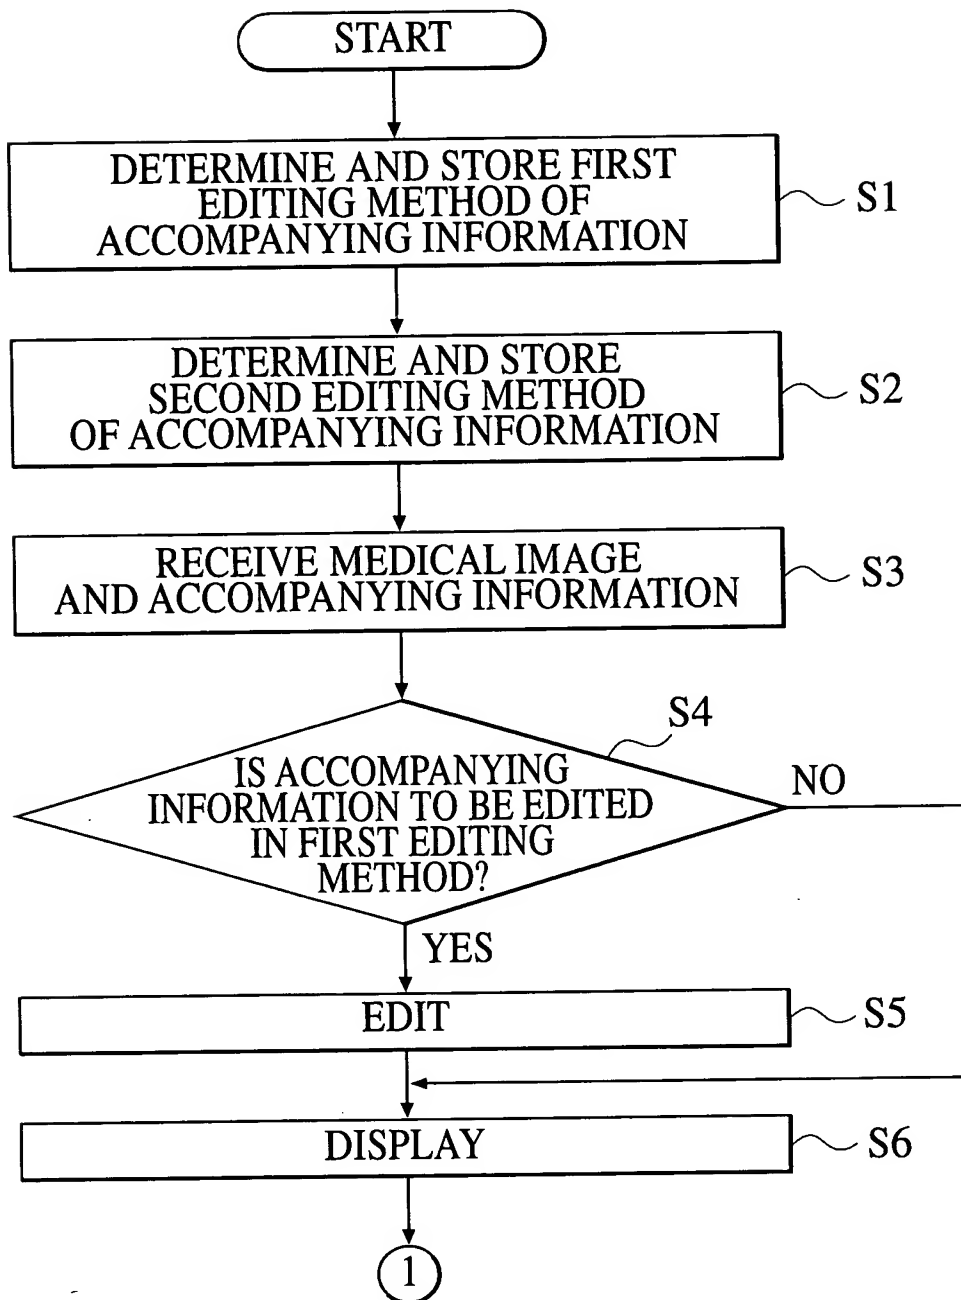 START
DETERMINE AND STORE FIRST
EDITING METHOD OF
ACCOMPANYING INFORMATION
S1
DETERMINE AND STORE
SECOND EDITING METHOD
OF ACCOMPANYING INFORMATION
S2
RECEIVE MEDICAL IMAGE
AND ACCOMPANYING INFORMATION
S3
S4
IS ACCOMPANYING
INFORMATION TO BE EDITED
IN FIRST EDITING
METHOD?
NO
YES
EDIT
S5
DISPLAY
S6
1